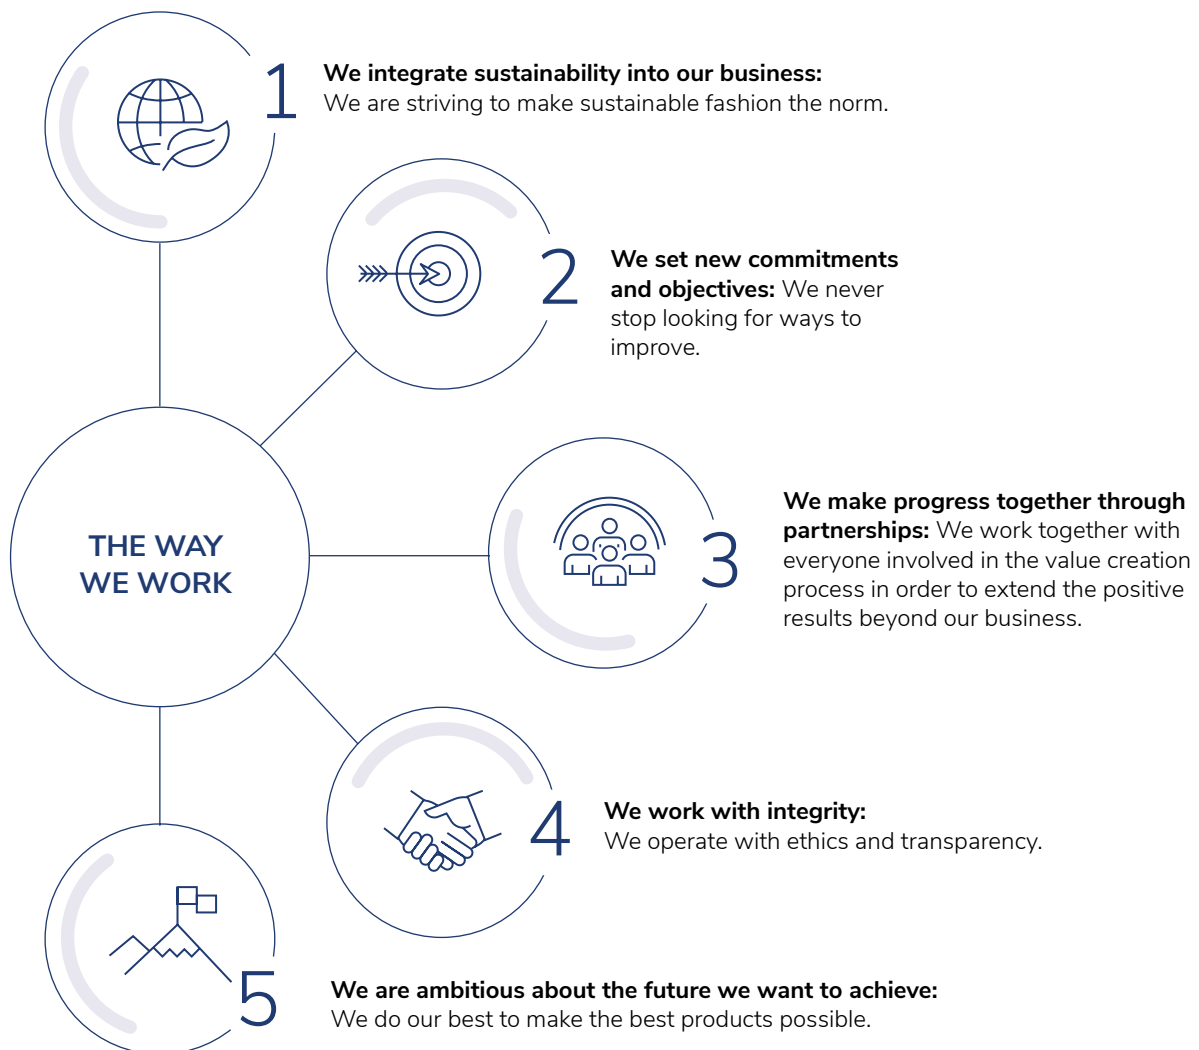 1
We integrate sustainability into our business:
We are striving to make sustainable fashion the norm.
2
We set new commitments
and objectives: We never
stop looking for ways to
improve.
THE WAY
WE WORK
3
We make progress together through
partnerships: We work together with
everyone involved in the value creation
process in order to extend the positive
results beyond our business.
4
We work with integrity:
We operate with ethics and transparency.
5
We are ambitious about the future we want to achieve:
We do our best to make the best products possible.